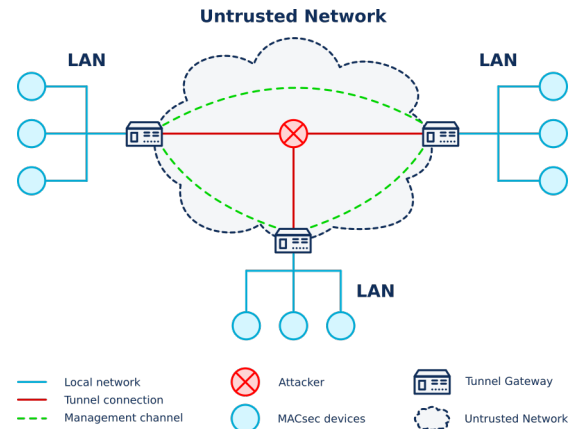 Untrusted Network
LAN
LAN
LAN
Local network
Tunnel connection
Management channel
Attacker
MACsec devices
Tunnel Gateway
Untrusted Network